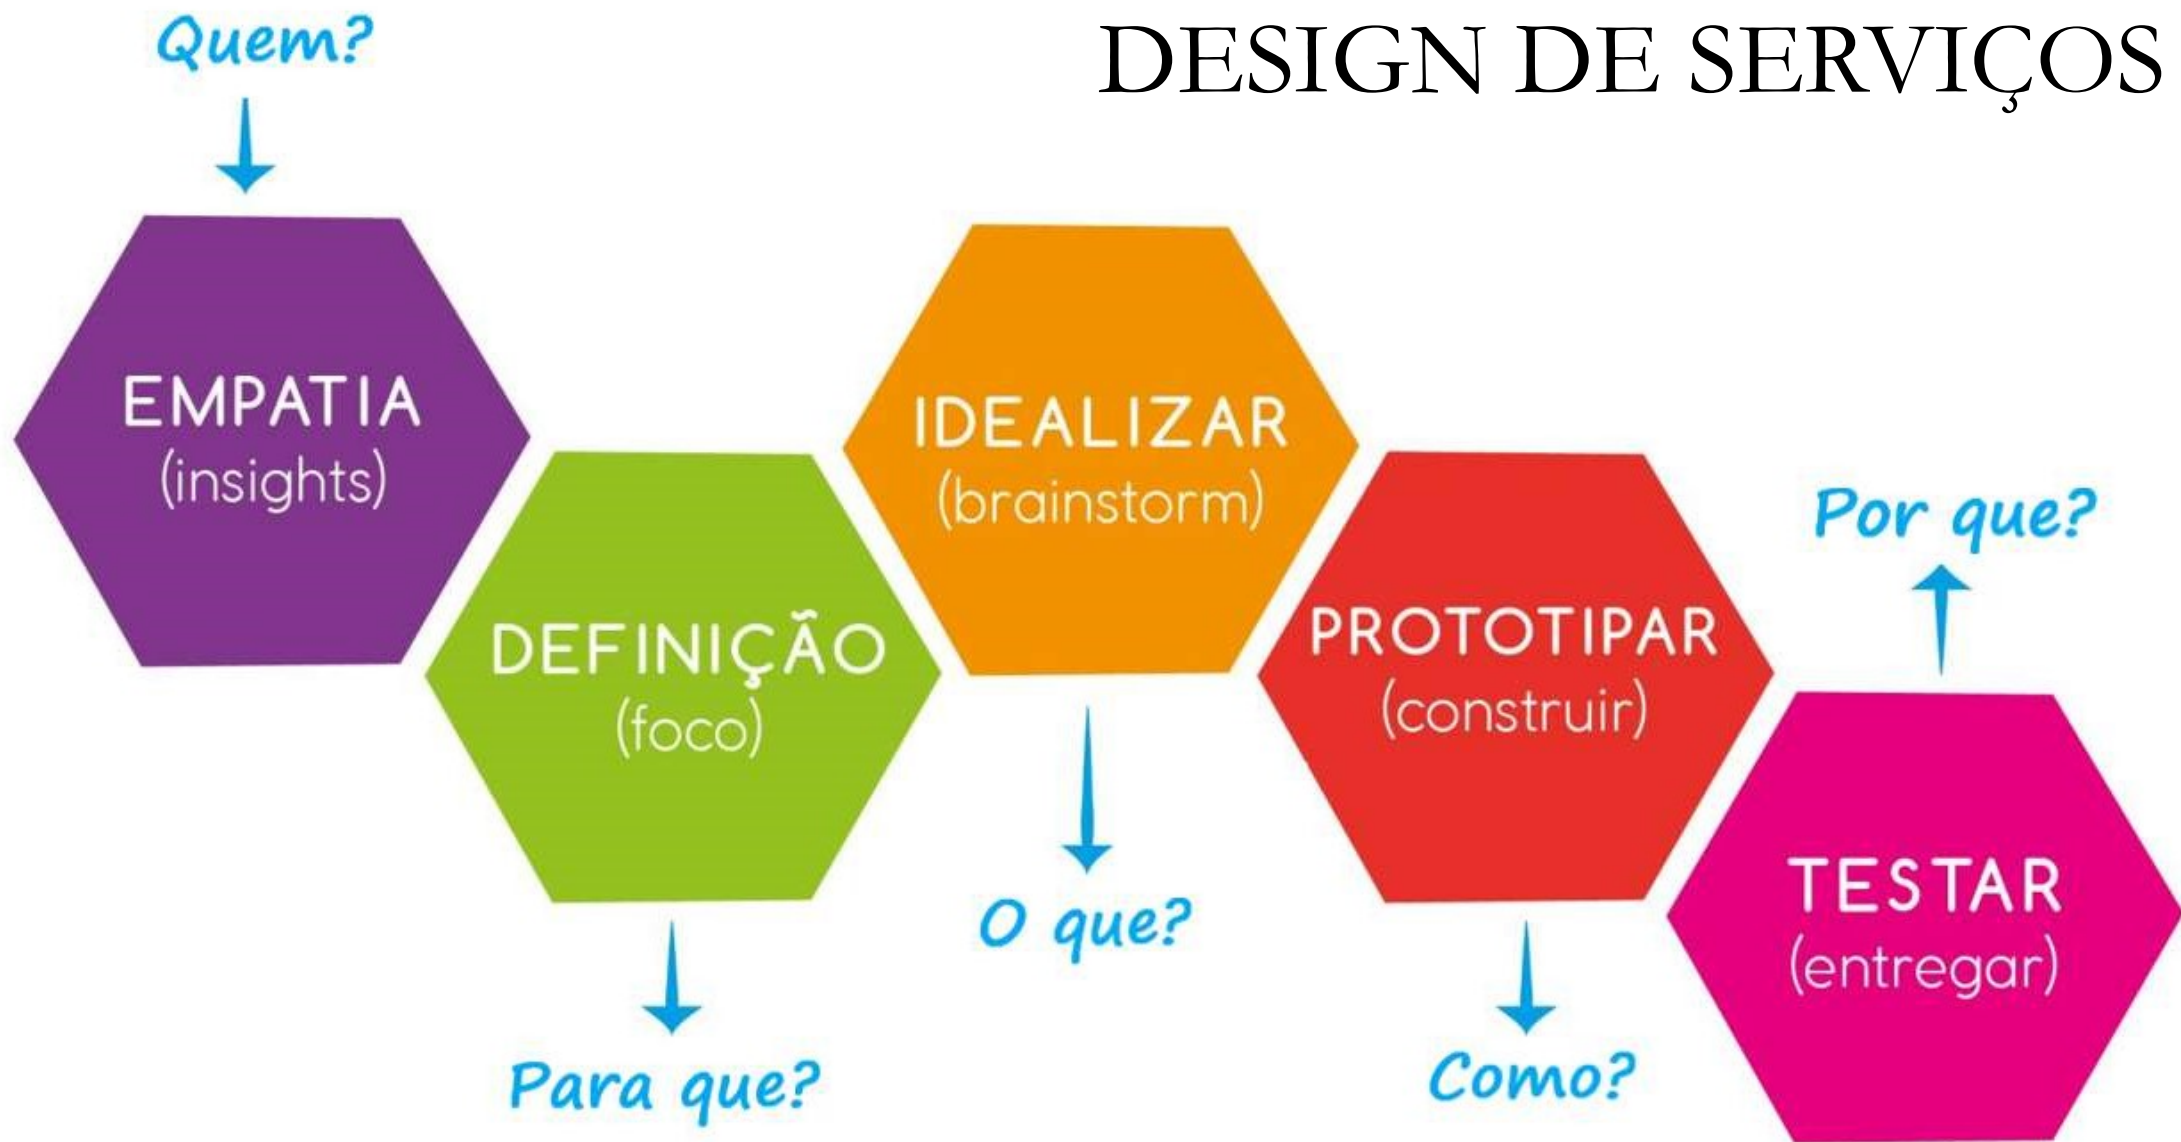 DESIGN DE SERVIÇOS
Quem?
EMPATIA
(insights)
DEFINIÇÃO
(foco)
Para que?
IDEALIZAR
(brainstorm)
O que?
PROTOTIPAR
(construir)
Como?
Por que?
TESTAR
(entregar)